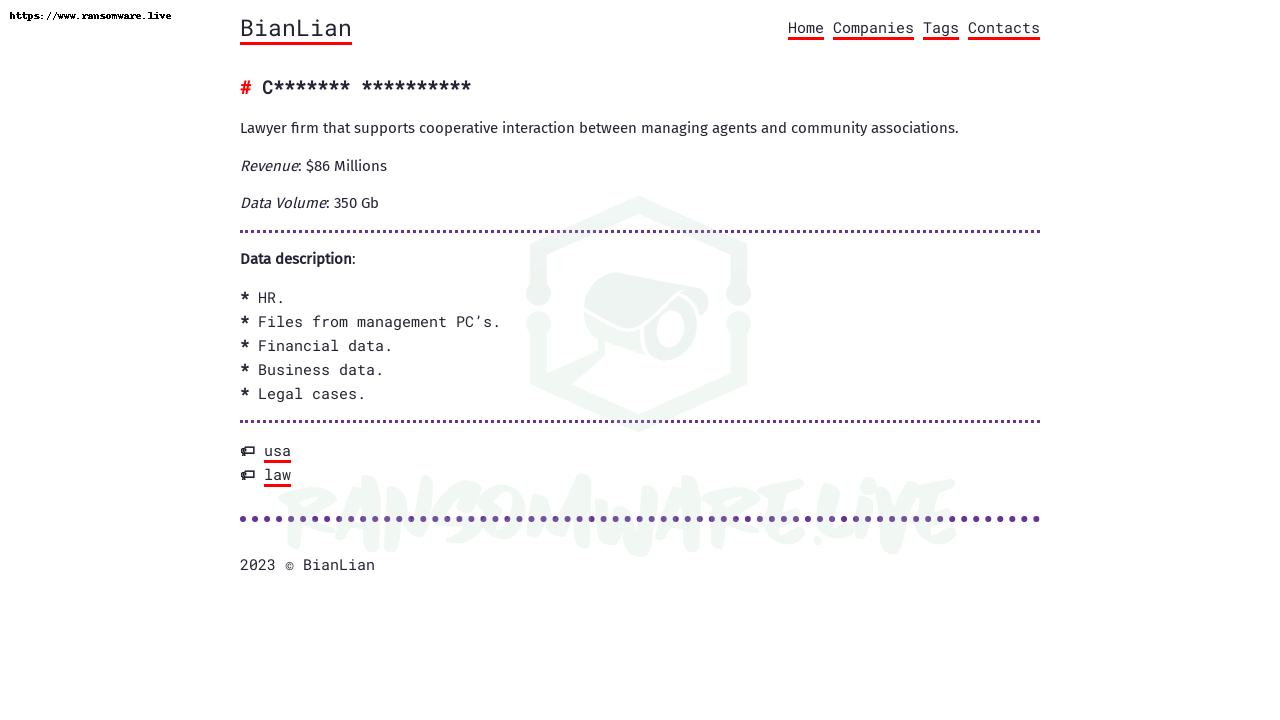 https://www.ransomware.live
BianLian
Home Companies Tags Contacts
# C******* **********
Lawyer firm that supports cooperative interaction between managing agents and community associations.
Revenue: $86 Millions
Data Volume: 350 Gb
Data description:
* HR.
* Files from management PC’s.
* Financial data.
* Business data.
* Legal cases.
usa
law
RANSOMWARE.LIVE
2023 © BianLian